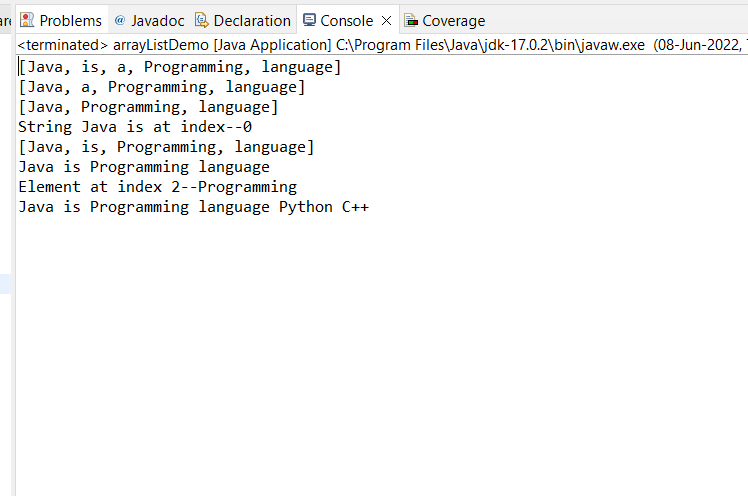 Problems @ Javadoc Declaration Console Coverage
<terminated> arrayListDemo [Java Application] C:\Program Files\Java\jdk-17.0.2\bin\javaw.exe (08-Jun-2022,
[Java, is, a, Programming, language]
[Java, a, Programming, language]
[Java, Programming, language]
String Java is at index--0
[Java, is, Programming, language]
Java is Programming language
Element at index 2--Programming
Java is Programming language Python C++